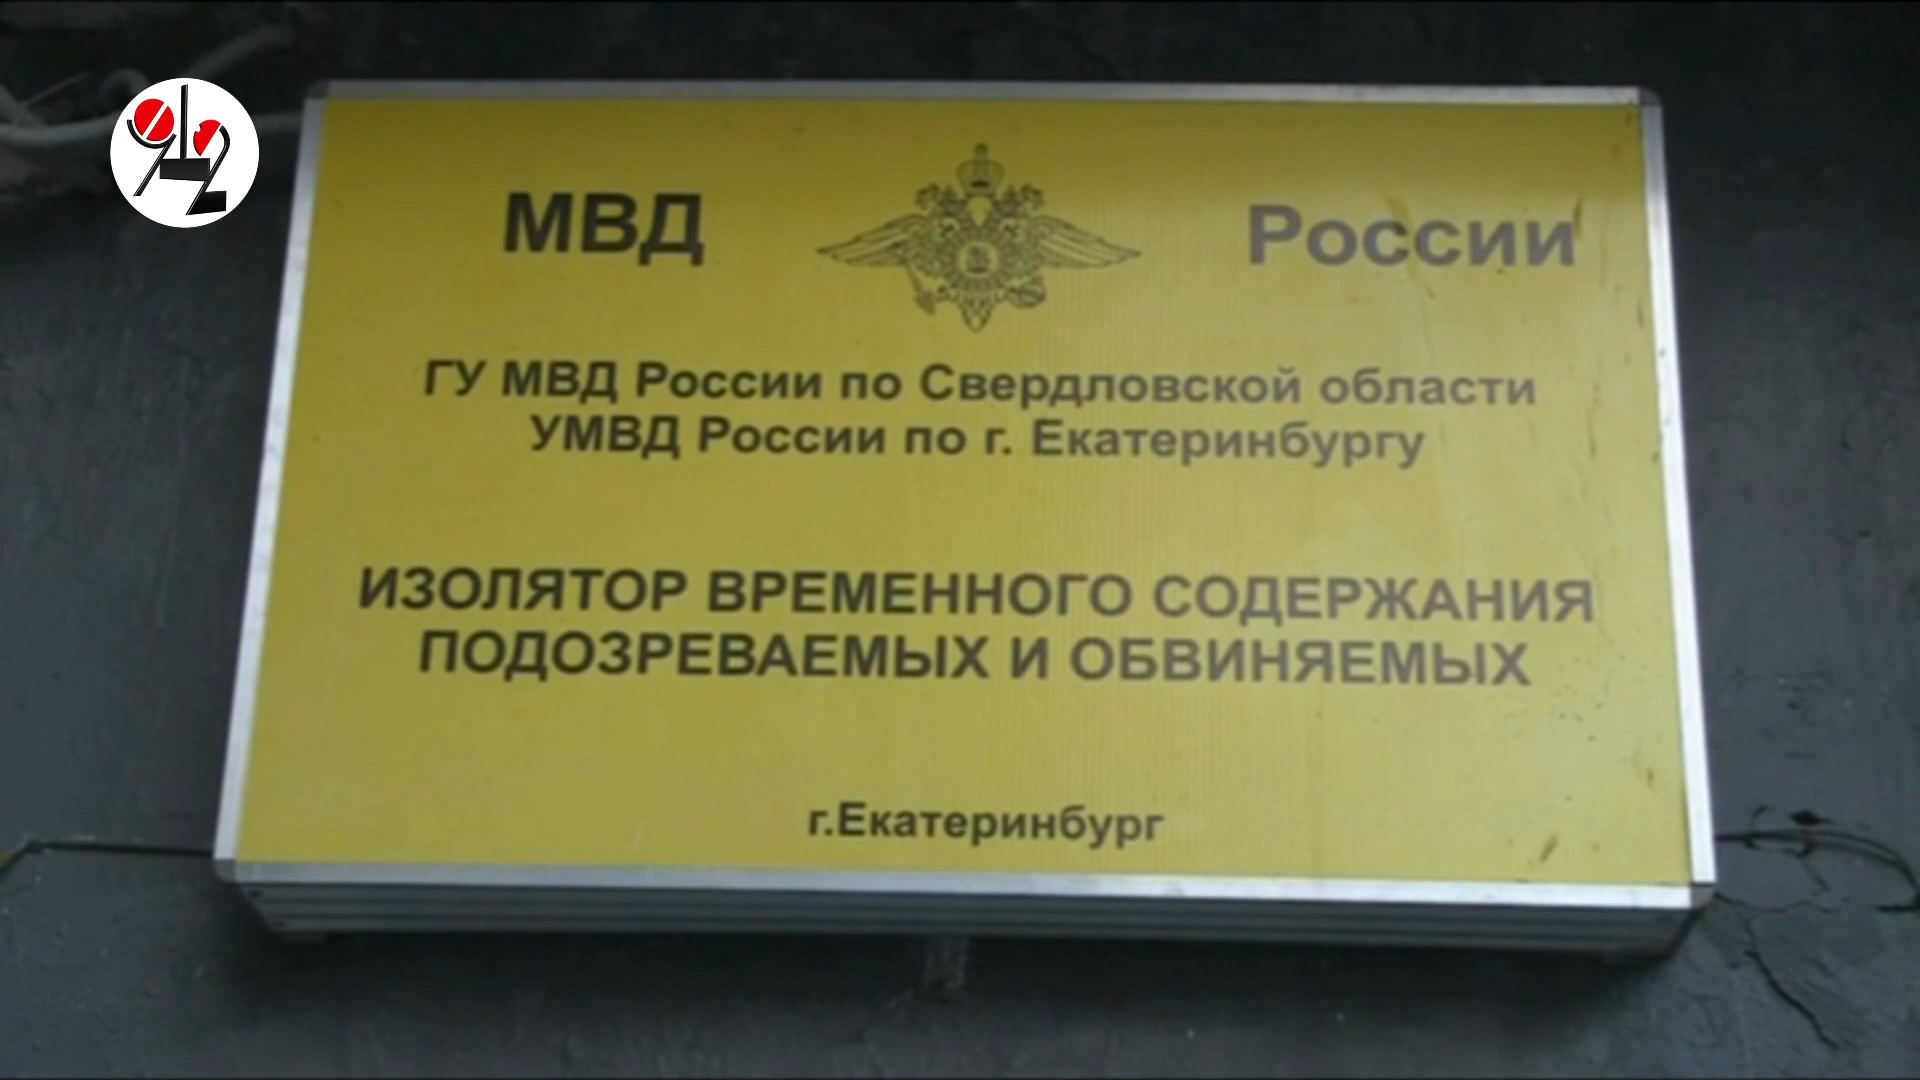 МВД России
ГУ МВД России по Свердловской области
УМВД России по г. Екатеринбургу
ИЗОЛЯТОР ВРЕМЕННОГО СОДЕРЖАНИЯ
ПОДОЗРЕВАЕМЫХ И ОБВИНЯЕМЫХ
г.Екатеринбург